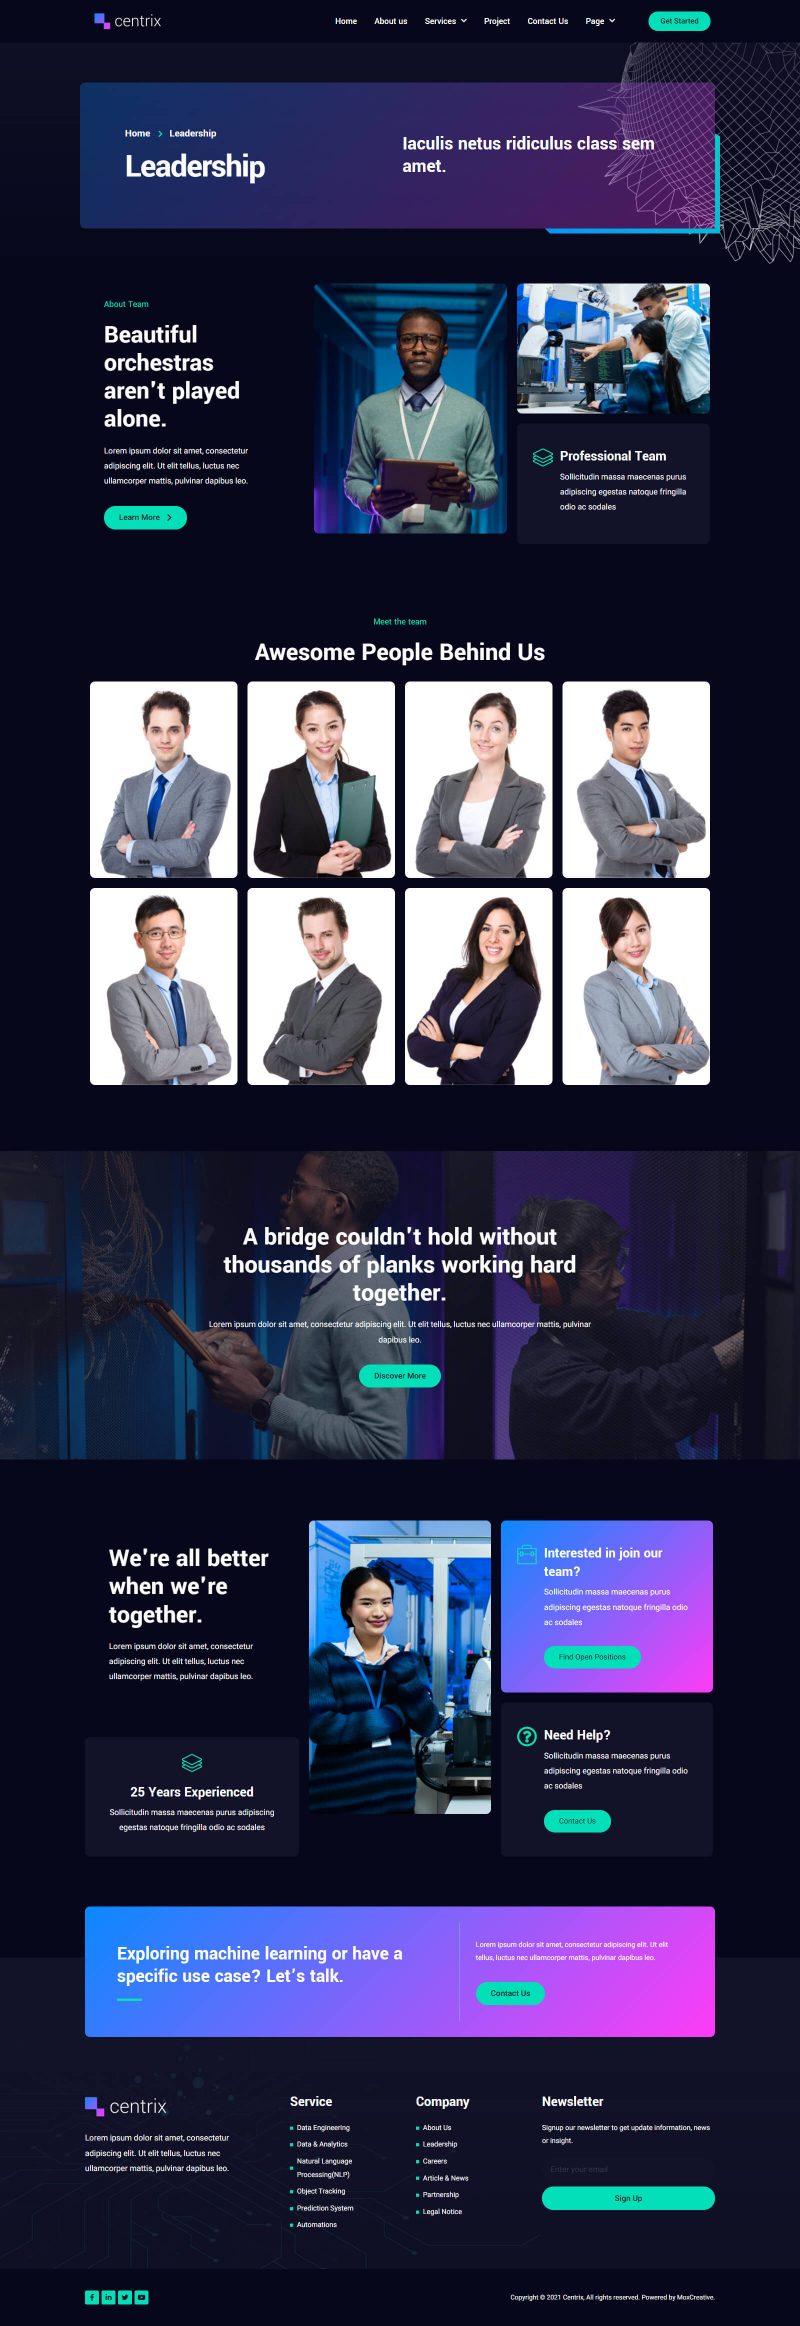 centrix
Home
About us
Services
Project
Contact Us
Page
Get Started
Home
Leadership
Leadership
Iaculis netus ridiculus class sem
amet.
About Team
Beautiful
orchestras
aren't played
alone.
Lorem ipsum dolor sit amet, consectetur
adipiscing elit. Ut elit tellus, luctus nec
ullamcorper mattis, pulvinar dapibus leo.
Learn More
Professional Team
Sollicitudin massa maecenas purus
adipiscing egestas natoque fringilla
odio ac sodales
Meet the team
Awesome People Behind Us
A bridge couldn't hold without
thousands of planks working hard
together.
Lorem ipsum dolor sit amet, consectetur adipiscing elit. Ut elit tellus, luctus nec ullamcorper mattis, pulvinar
dapibus leo.
Discover More
We're all better
when we're
together.
Lorem ipsum dolor sit amet, consectetur
adipiscing elit. Ut elit tellus, luctus nec
ullamcorper mattis, pulvinar dapibus leo.
25 Years Experienced
Sollicitudin massa maecenas purus adipiscing
egestas natoque fringilla odio ac sodales
Interested in join our
team?
Sollicitudin massa maecenas purus
adipiscing egestas natoque fringilla odio
ac sodales
Find Open Positions
Need Help?
Sollicitudin massa maecenas purus
adipiscing egestas natoque fringilla odio
ac sodales
Contact Us
Exploring machine learning or have a
specific use case? Let's talk.
Lorem ipsum dolor sit amet, consectetur adipiscing elit. Ut elit
tellus, luctus nec ullamcorper mattis, pulvinar dapibus leo.
Contact Us
centrix
Lorem ipsum dolor sit amet, consectetur
adipiscing elit. Ut elit tellus, luctus nec
ullamcorper mattis, pulvinar dapibus leo.
Service
Data Engineering
Data & Analytics
Natural Language
Processing(NLP)
Object Tracking
Prediction System
Automations
Company
About Us
Leadership
Careers
Article & News
Partnership
Legal Notice
Newsletter
Signup our newsletter to get update information, news
or insight.
Enter your email
Sign Up
Copyright © 2021 Centrix, All rights reserved. Powered by MoxCreative.